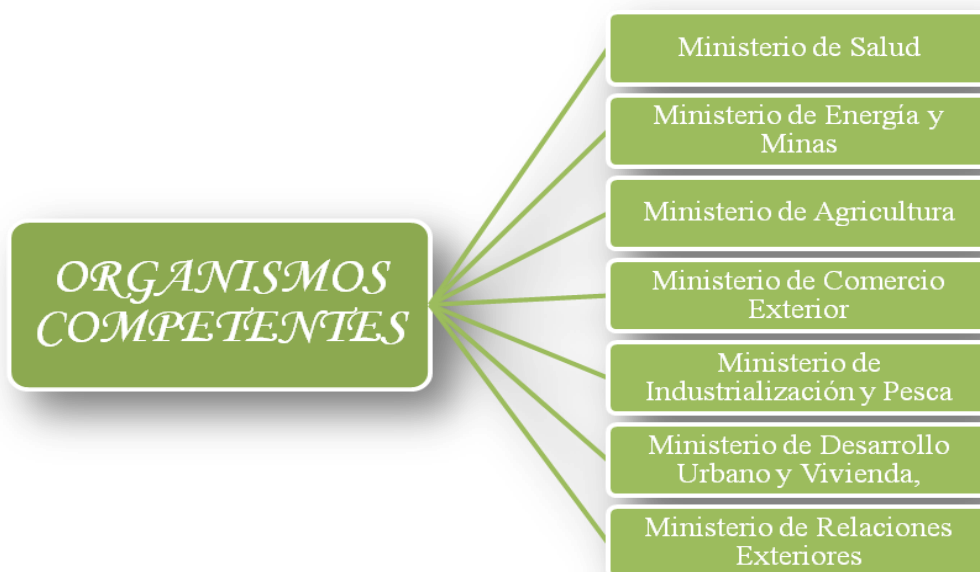 ORGANISMOS
COMPETENTES
Ministerio de Salud
Ministerio de Energía y
Minas
Ministerio de Agricultura
Ministerio de Comercio
Exterior
Ministerio de
Industrialización y Pesca
Ministerio de Desarrollo
Urbano y Vivienda,
Ministerio de Relaciones
Exteriores